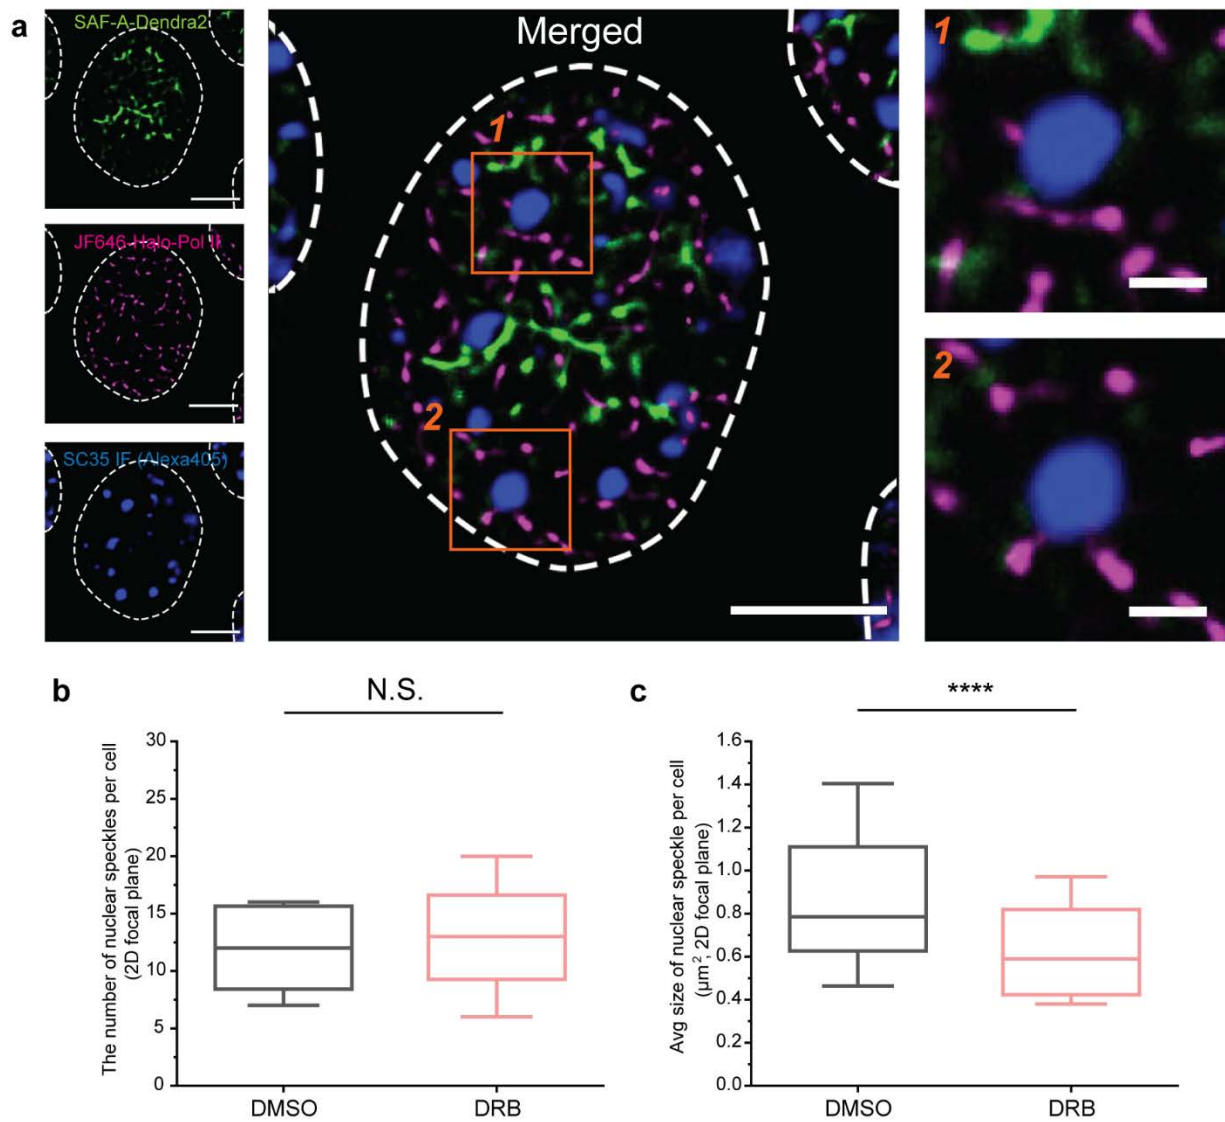 a
SAF-A-Dendra2
JF646-Halo-Pol II
SC35 IF (Alexa405)
Merged
1
2
1
2
b
N.S.
The number of nuclear speckles per cell
(2D focal plane)
30
25
20
15
10
5
0
DMSO
DRB
c
****
Avg size of nuclear speckle per cell
(μm², 2D focal plane)
1.6
1.4
1.2
1.0
0.8
0.6
0.4
0.2
0.0
DMSO
DRB